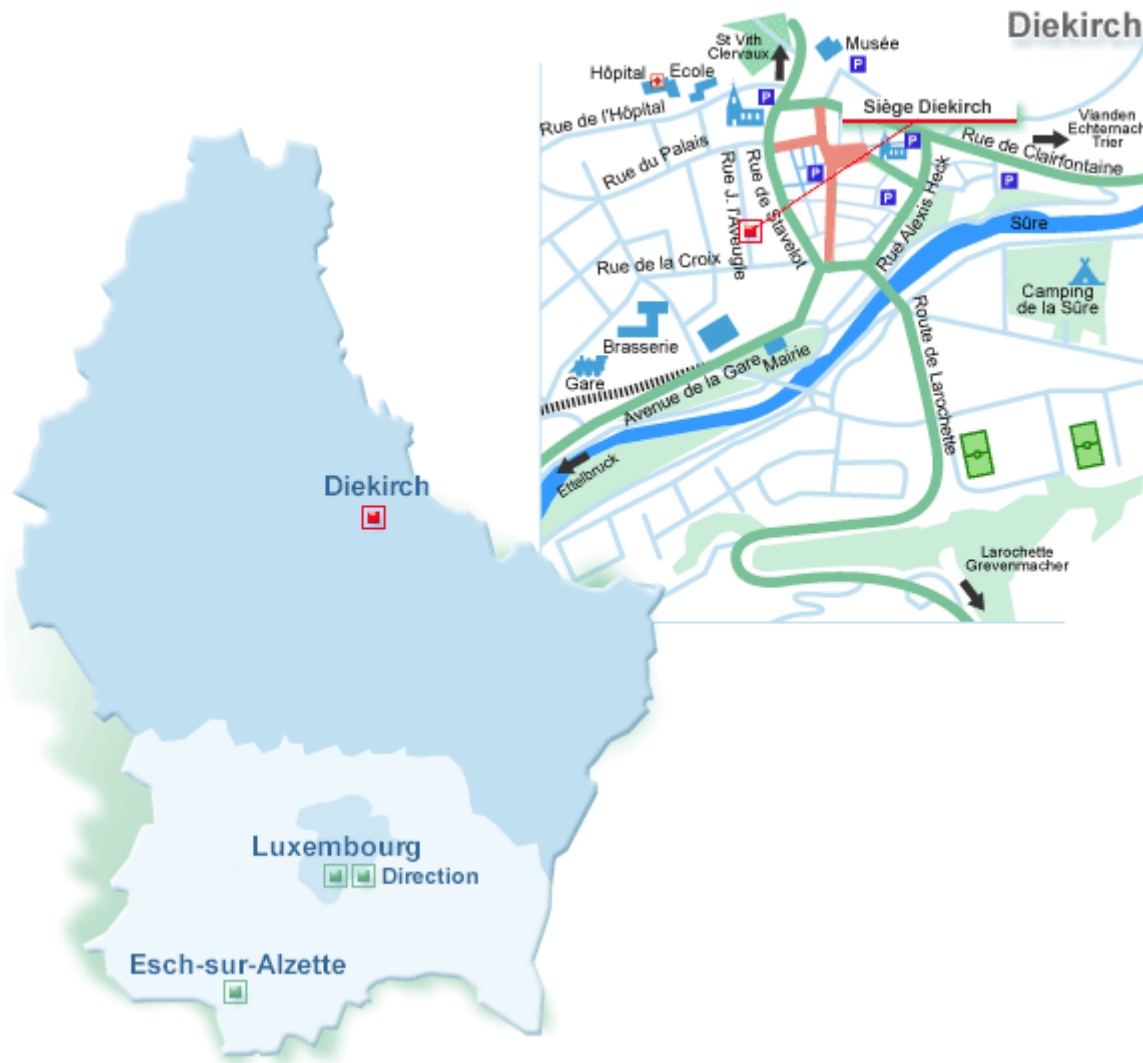 Diekirch
St Vith
Clervaux
Musée
P
Hôpital
Ecole
P
Siège Diekirch
Rue de l'Hôpital
Vianden
Echternach
Trier
Rue de Clairfontaine
P
Rue du Palais
Rue J. l'Aveugle
Rue de Stavelot
P
P
P
Rue Alexis Heck
Sûre
Rue de la Croix
Camping
de la Sûre
Route de Larochette
Brasserie
Mairie
Gare
Avenue de la Gare
Ettelbruck
Larochette
Grevenmacher
Diekirch
Luxembourg
Direction
Esch-sur-Alzette